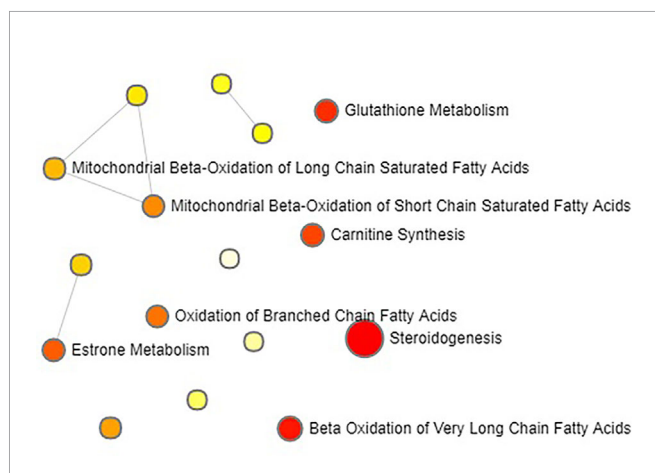 Glutathione Metabolism
Mitochondrial Beta-Oxidation of Long Chain Saturated Fatty Acids
Mitochondrial Beta-Oxidation of Short Chain Saturated Fatty Acids
Carnitine Synthesis
Oxidation of Branched Chain Fatty Acids
Steroidogenesis
Estrone Metabolism
Beta Oxidation of Very Long Chain Fatty Acids